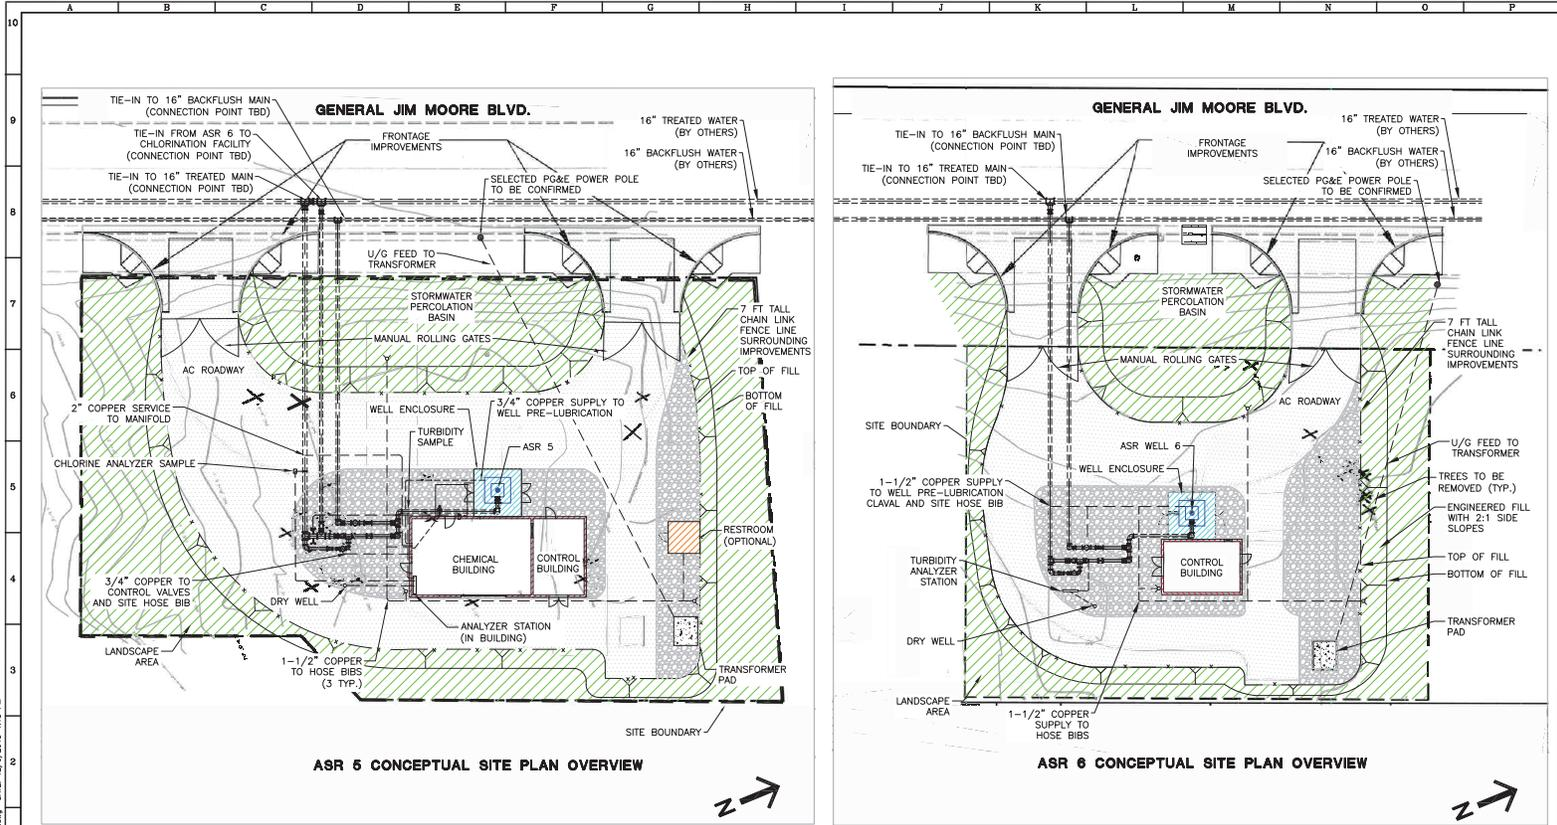 A B C D E F G H I J K L M N O P
10
9
8
7
6
5
4
3
2
GENERAL JIM MOORE BLVD.
TIE-IN TO 16" BACKFLUSH MAIN
(CONNECTION POINT TBD)
TIE-IN FROM ASR 6 TO
CHLORINATION FACILITY
(CONNECTION POINT TBD)
TIE-IN TO 16" TREATED MAIN
(CONNECTION POINT TBD)
FRONTAGE
IMPROVEMENTS
16" TREATED WATER
(BY OTHERS)
16" BACKFLUSH WATER
(BY OTHERS)
SELECTED PG&E POWER POLE
TO BE CONFIRMED
U/G FEED TO
TRANSFORMER
STORMWATER
PERCOLATION
BASIN
MANUAL ROLLING GATES
7 FT TALL
CHAIN LINK
FENCE LINE
SURROUNDING
IMPROVEMENTS
AC ROADWAY
TOP OF FILL
BOTTOM
OF FILL
2" COPPER SERVICE
TO MANIFOLD
WELL ENCLOSURE
3/4" COPPER SUPPLY TO
WELL PRE-LUBRICATION
TURBIDITY
SAMPLE
ASR 5
CHLORINE ANALYZER SAMPLE
RESTROOM
(OPTIONAL)
CHEMICAL
BUILDING
CONTROL
BUILDING
3/4" COPPER TO
CONTROL VALVES
AND SITE HOSE BIB
DRY WELL
ANALYZER STATION
(IN BUILDING)
LANDSCAPE
AREA
1-1/2" COPPER
TO HOSE BIBS
(3 TYP.)
TRANSFORMER
PAD
SITE BOUNDARY
ASR 5 CONCEPTUAL SITE PLAN OVERVIEW
N
GENERAL JIM MOORE BLVD.
TIE-IN TO 16" BACKFLUSH MAIN
(CONNECTION POINT TBD)
TIE-IN TO 16" TREATED MAIN
(CONNECTION POINT TBD)
FRONTAGE
IMPROVEMENTS
16" TREATED WATER
(BY OTHERS)
16" BACKFLUSH WATER
(BY OTHERS)
SELECTED PG&E POWER POLE
TO BE CONFIRMED
STORMWATER
PERCOLATION
BASIN
7 FT TALL
CHAIN LINK
FENCE LINE
SURROUNDING
IMPROVEMENTS
MANUAL ROLLING GATES
AC ROADWAY
SITE BOUNDARY
ASR WELL 6
WELL ENCLOSURE
U/G FEED TO
TRANSFORMER
1-1/2" COPPER SUPPLY
TO WELL PRE-LUBRICATION
CLAVAL AND SITE HOSE BIB
TREES TO BE
REMOVED (TYP.)
ENGINEERED FILL
WITH 2:1 SIDE
SLOPES
TURBIDITY
ANALYZER
STATION
CONTROL
BUILDING
TOP OF FILL
BOTTOM OF FILL
DRY WELL
TRANSFORMER
PAD
LANDSCAPE
AREA
1-1/2" COPPER
SUPPLY TO
HOSE BIBS
ASR 6 CONCEPTUAL SITE PLAN OVERVIEW
N